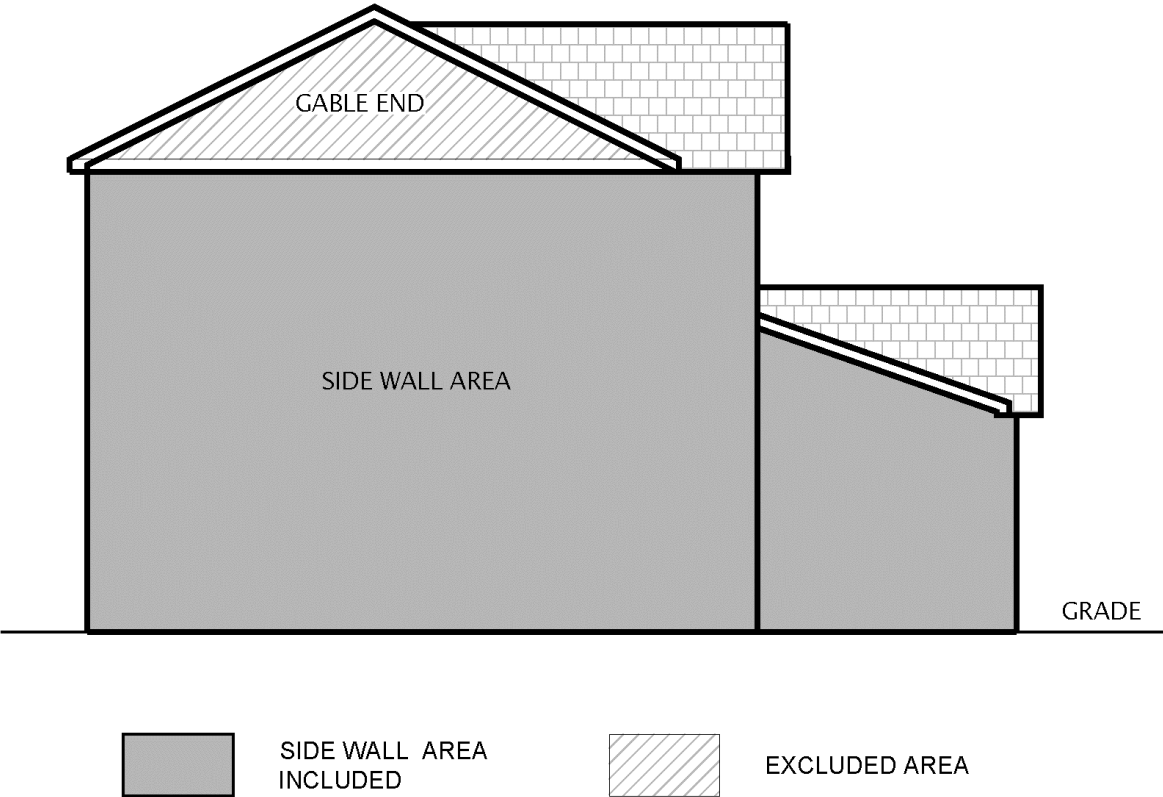 GABLE END
SIDE WALL AREA
GRADE
SIDE WALL AREA
INCLUDED
EXCLUDED AREA